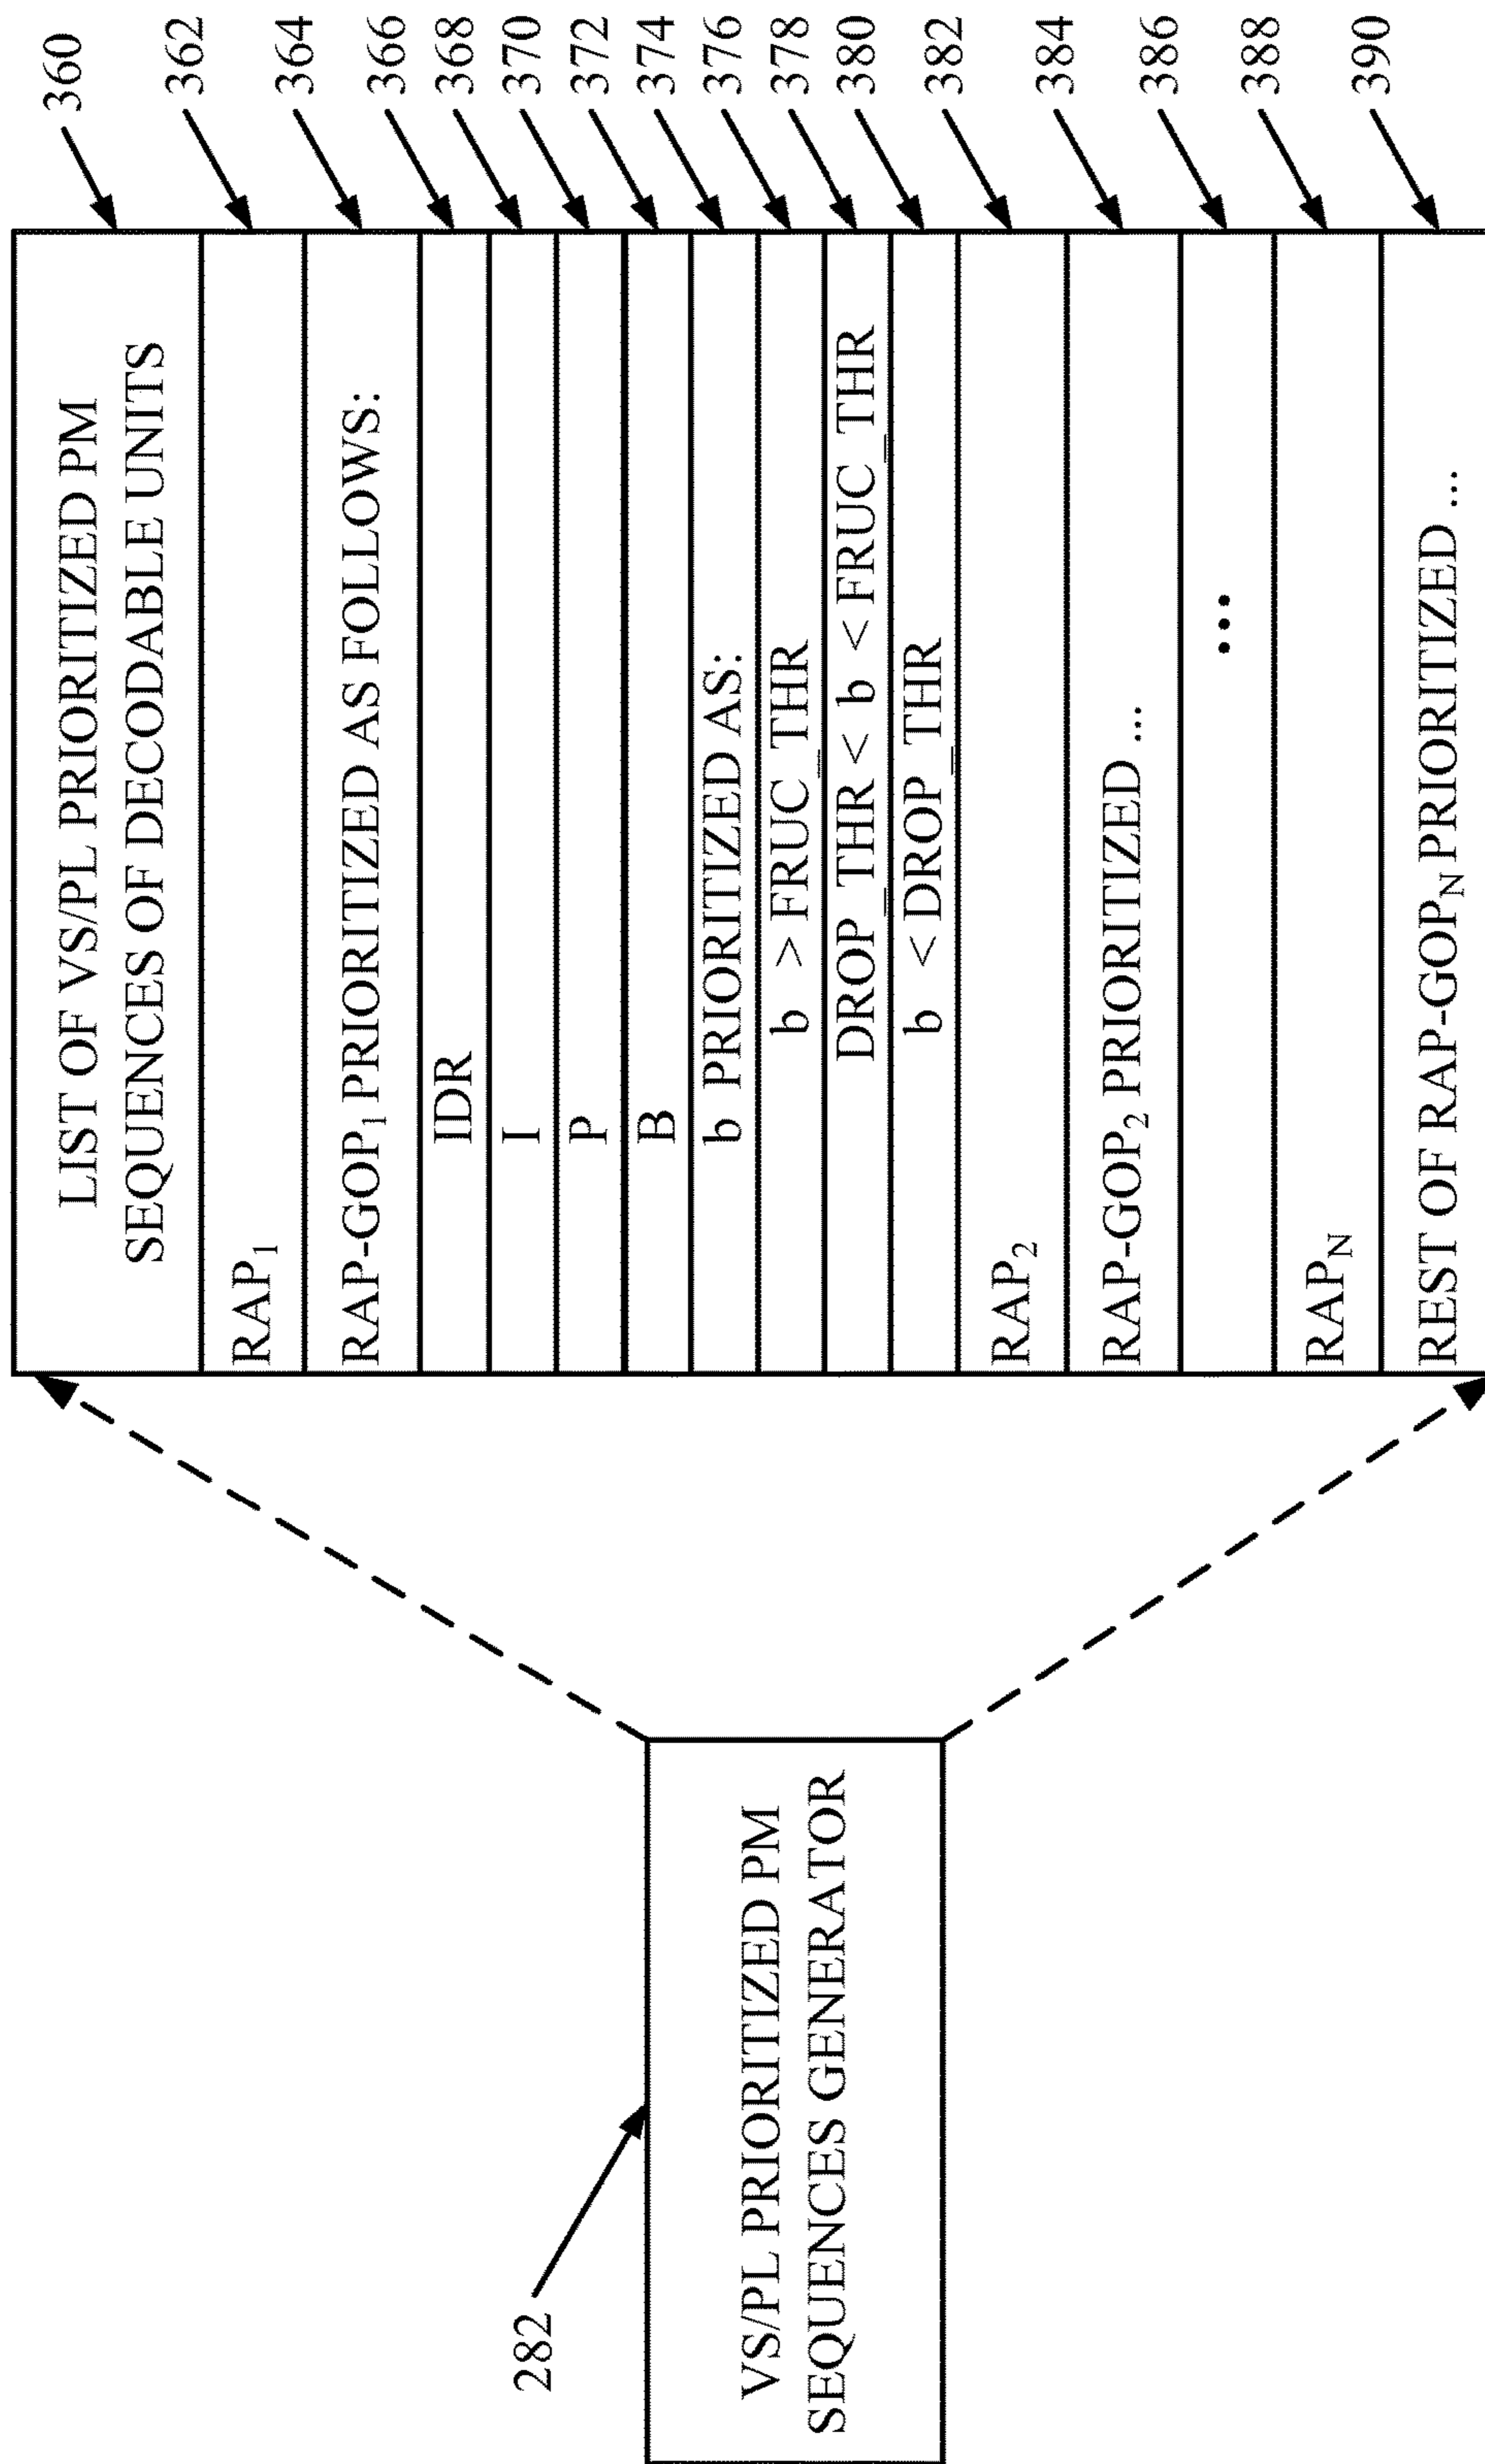 282
VS/PL PRIORITIZED PM
SEQUENCES GENERATOR
LIST OF VS/PL PRIORITIZED PM
SEQUENCES OF DECODABLE UNITS
360
RAP1
362
RAP-GOP1 PRIORITIZED AS FOLLOWS:
364
IDR
366
I
368
P
370
B
372
b PRIORITIZED AS:
374
b > FRUC_THR
376
DROP_THR < b < FRUC_THR
378
b < DROP_THR
380
RAP2
382
RAP-GOP2 PRIORITIZED ...
384
...
386
RAPN
388
REST OF RAP-GOPN PRIORITIZED ...
390